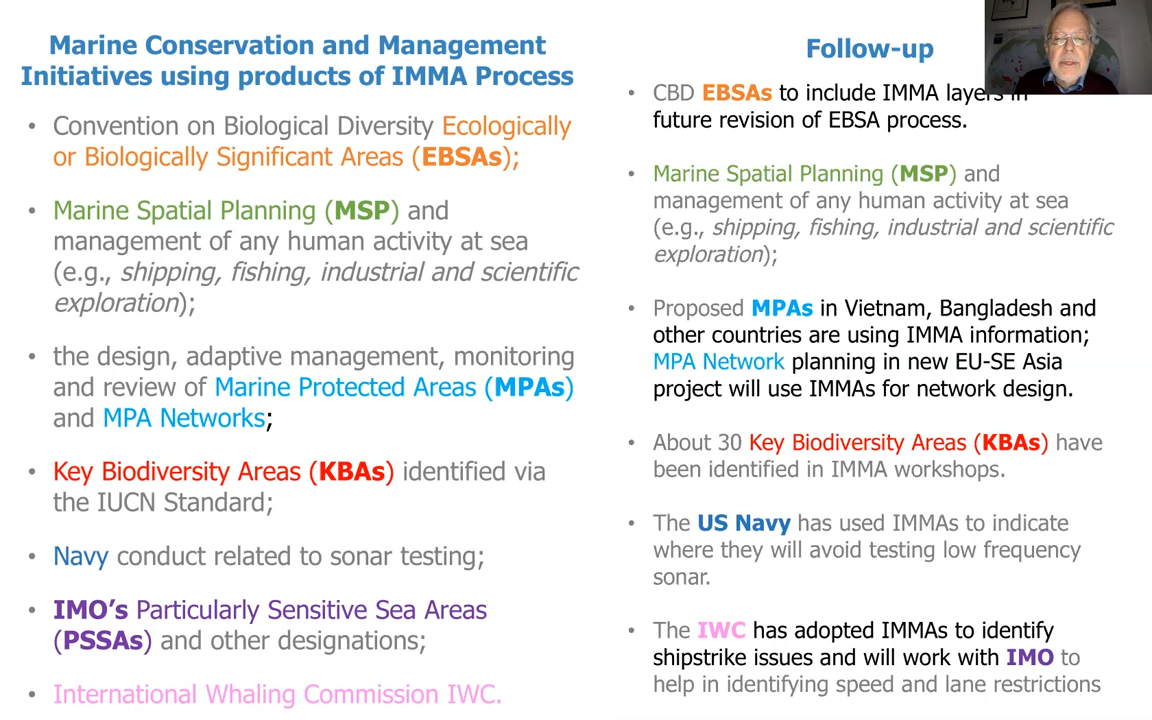 Marine Conservation and Management
Initiatives using products of IMMA Process
• Convention on Biological Diversity Ecologically
or Biologically Significant Areas (EBSAs);
• Marine Spatial Planning (MSP) and
management of any human activity at sea
(e.g., shipping, fishing, industrial and scientific
exploration);
• the design, adaptive management, monitoring
and review of Marine Protected Areas (MPAs)
and MPA Networks;
• Key Biodiversity Areas (KBAs) identified via
the IUCN Standard;
• Navy conduct related to sonar testing;
• IMO's Particularly Sensitive Sea Areas
(PSSAs) and other designations;
• International Whaling Commission IWC.
Follow-up
• CBD EBSAs to include IMMA layers in
future revision of EBSA process.
• Marine Spatial Planning (MSP) and
management of any human activity at sea
(e.g., shipping, fishing, industrial and scientific
exploration);
• Proposed MPAs in Vietnam, Bangladesh and
other countries are using IMMA information;
MPA Network planning in new EU-SE Asia
project will use IMMAs for network design.
• About 30 Key Biodiversity Areas (KBAs) have
been identified in IMMA workshops.
• The US Navy has used IMMAs to indicate
where they will avoid testing low frequency
sonar.
• The IWC has adopted IMMAs to identify
shipstrike issues and will work with IMO to
help in identifying speed and lane restrictions